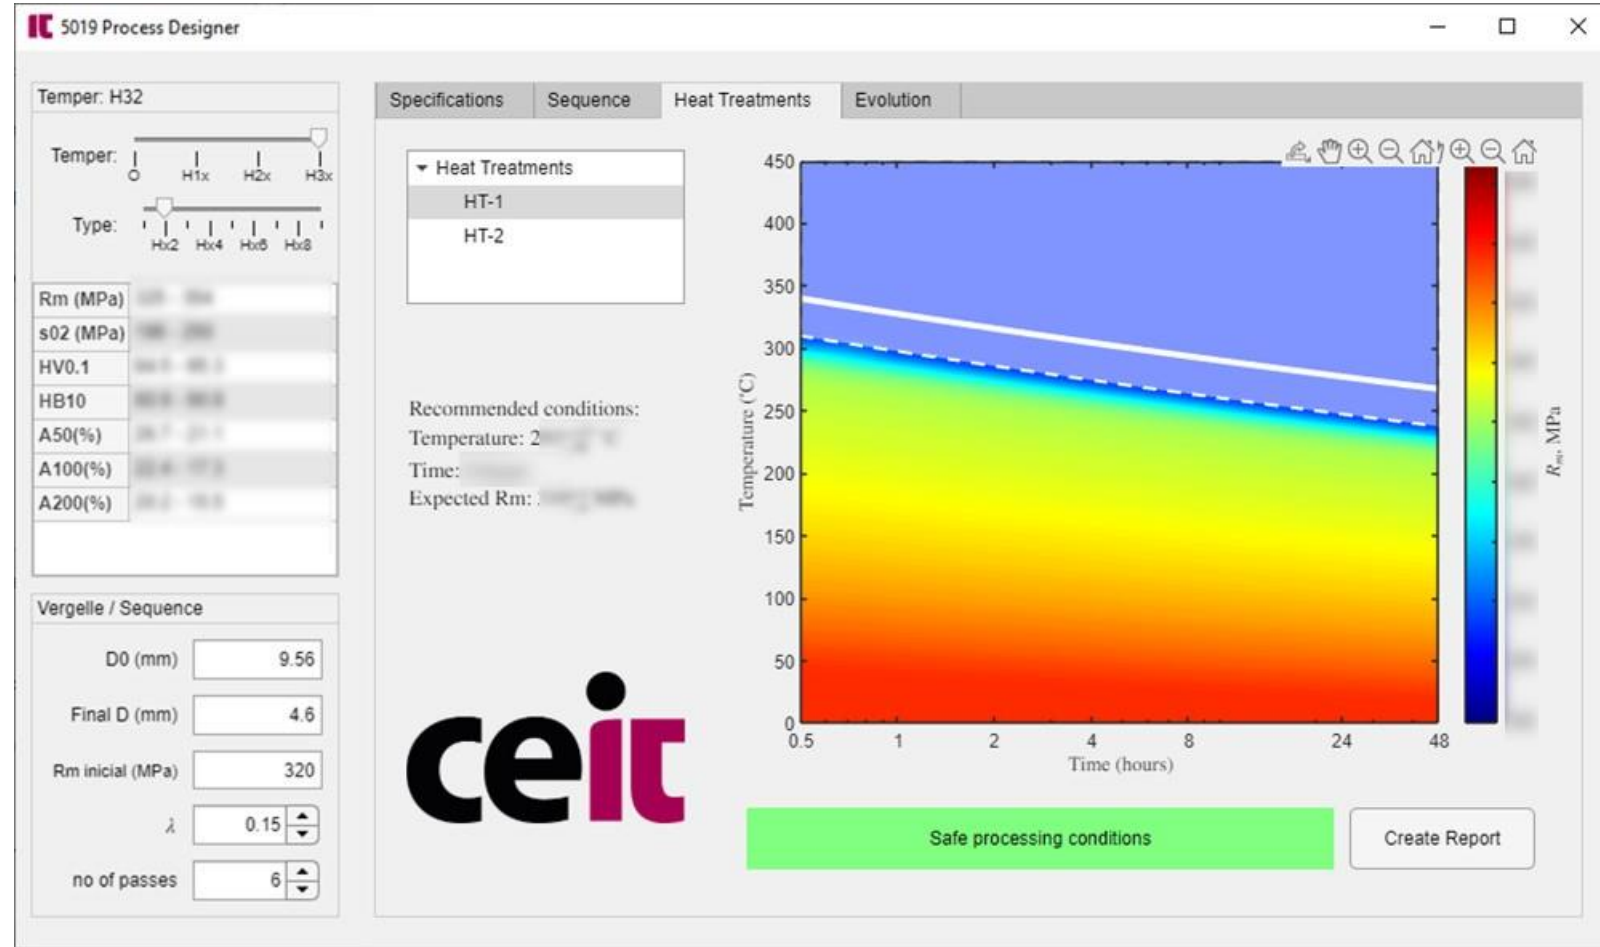 5019 Process Designer
Temper: H32
Temper:
O H1x H2x H3x
Type:
Hx2 Hx4 Hx6 Hx8
Rm (MPa)
s02 (MPa)
HV0.1
HB10
A50(%)
A100(%)
A200(%)
Vergelle / Sequence
D0 (mm) 9.56
Final D (mm) 4.6
Rm inicial (MPa) 320
λ 0.15
no of passes 6
Specifications Sequence Heat Treatments Evolution
Heat Treatments
HT-1
HT-2
Recommended conditions:
Temperature: 2
Time:
Expected Rm:
ceit
450
400
350
300
250
200
150
100
50
0
Temperature (°C)
0.5 1 2 4 8 24 48
Time (hours)
Rm, MPa
Safe processing conditions
Create Report